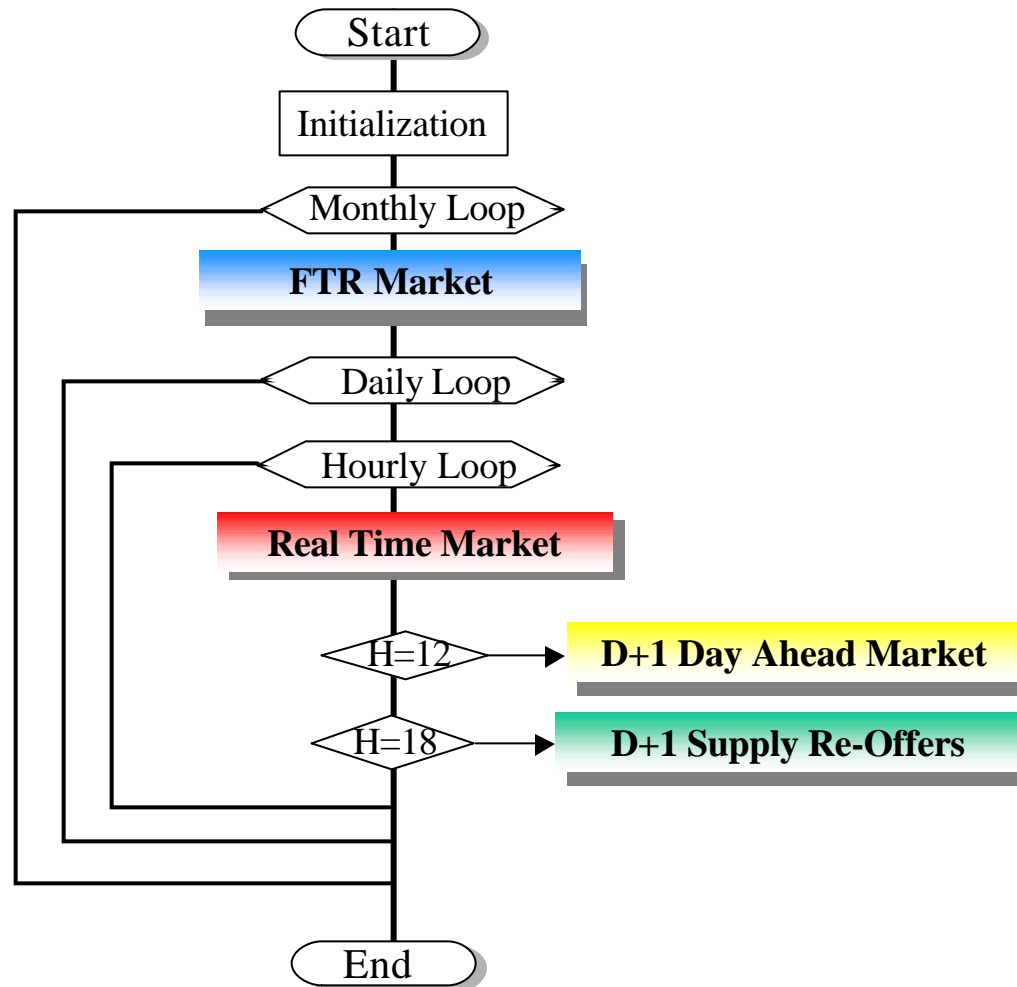 Start
Initialization
Monthly Loop
FTR Market
Daily Loop
Hourly Loop
Real Time Market
H=12
D+1 Day Ahead Market
H=18
D+1 Supply Re-Offers
End